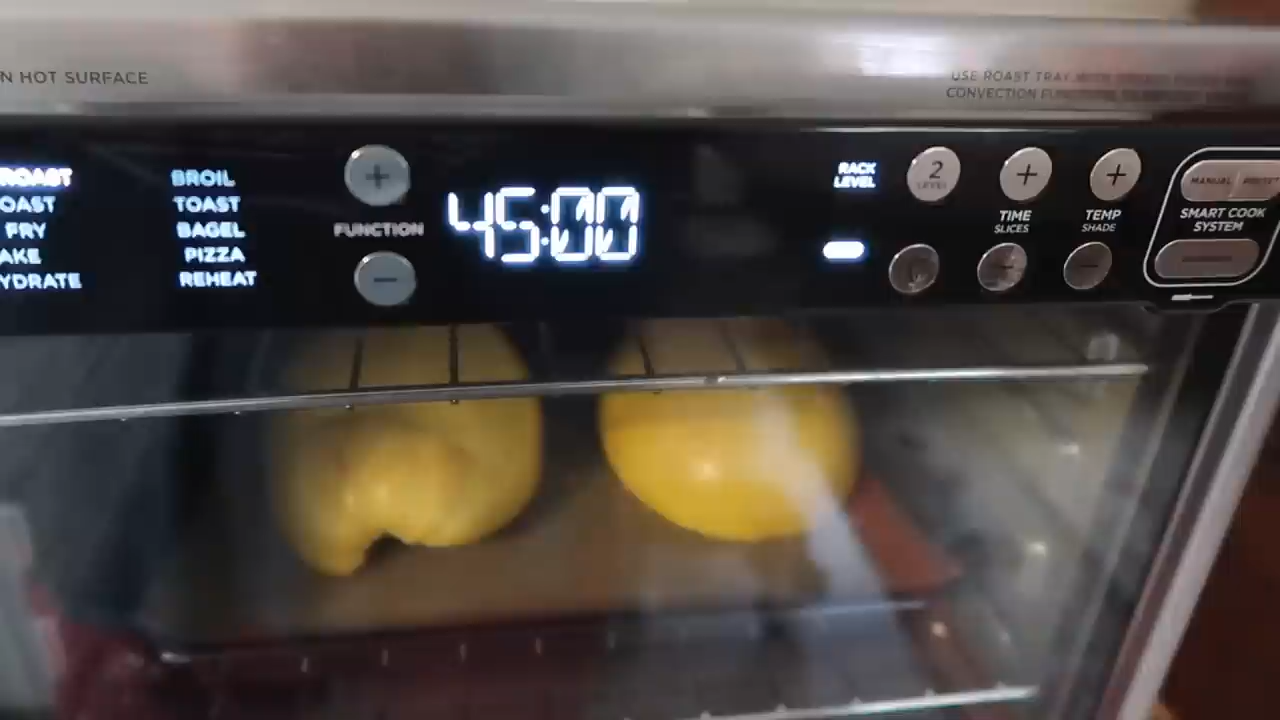 N HOT SURFACE
USE ROAST TRAY
CONVECTION
ROAST
OAST
FRY
AKE
YDRATE
BROIL
TOAST
BAGEL
PIZZA
REHEAT
+
FUNCTION
−
45:00
RACK
LEVEL
2
LEVEL
+
TIME
SLICES
−
+
TEMP
SHADE
−
MANUAL
SMART COOK
SYSTEM